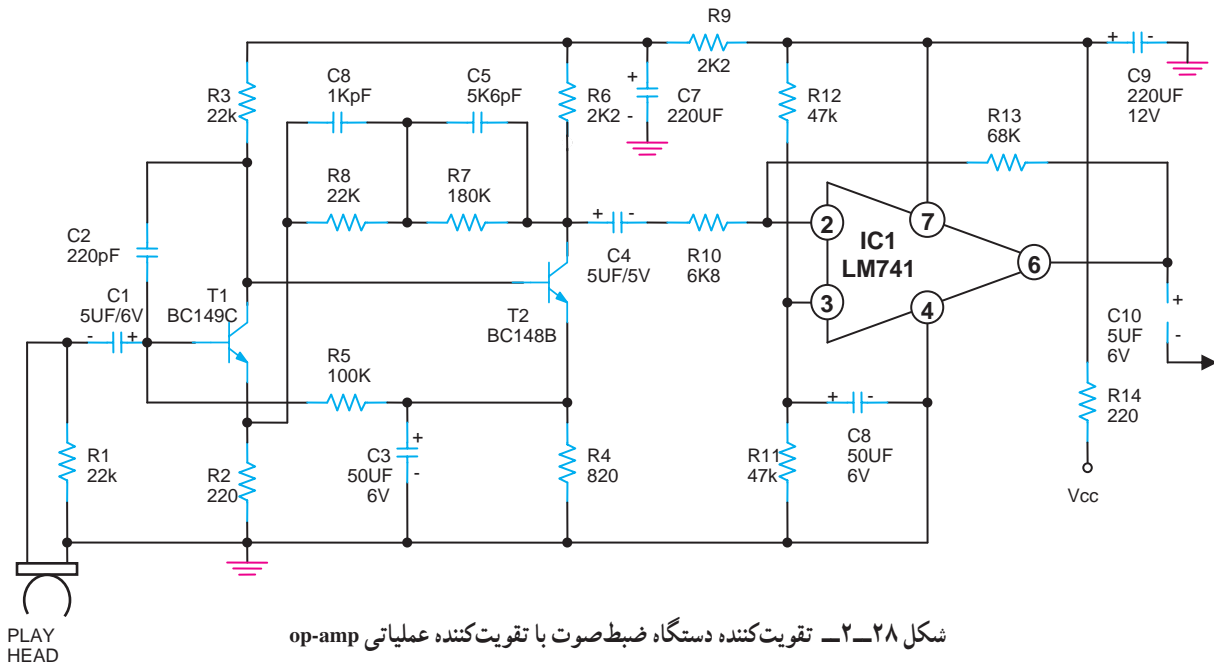 R9
2K2
C8
1KpF
C5
5K6pF
R3
22k
R6
2K2
+
C7
220UF
-
R12
47k
+ -
C9
220UF
12V
R13
68K
R8
22K
R7
180K
C2
220pF
+ -
C4
5UF/5V
R10
6K8
2
7
IC1
LM741
6
3
4
C1
5UF/6V
- +
T1
BC149C
T2
BC148B
+
C10
5UF
6V
-
R5
100K
R1
22k
R2
220
C3
50UF
6V
+
-
R4
820
R11
47k
+ -
C8
50UF
6V
R14
220
Vcc
PLAY
HEAD
شکل ۲۸ــ۲ــ تقویت‌کننده دستگاه ضبط‌صوت با تقویت‌کننده عملیاتی op-amp